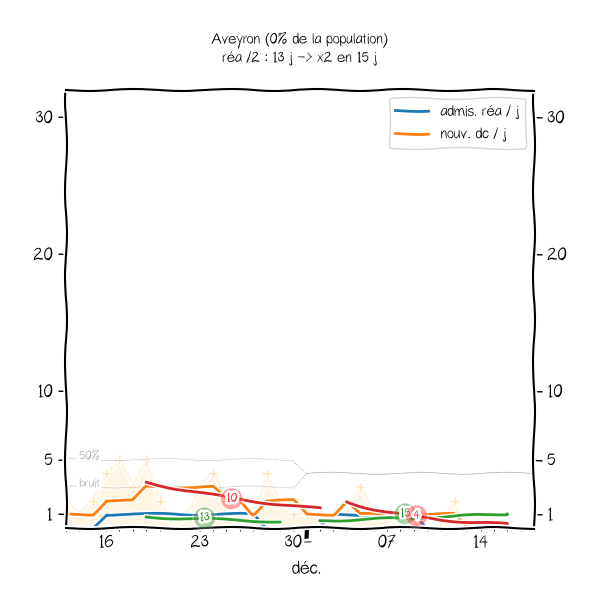 Aveyron (0% de la population)
réa /2 : 13 j -> x2 en 15 j
admis. réa / j
nouv. dc / j
30 30
20 20
10 10
5 5
50%
bruit
1 1
10
13
15 4
16 23 30 07 14
déc.